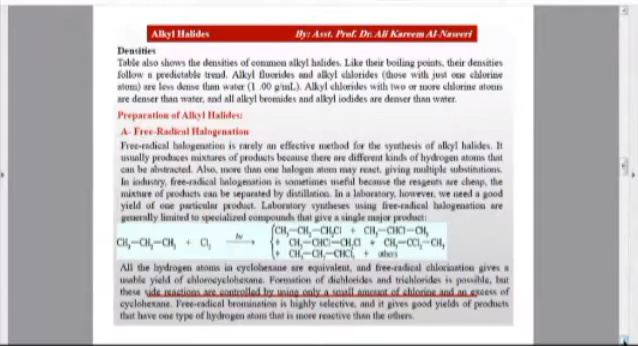 Alkyl Halides By: Asst. Prof. Dr. Ali Kareem Al-Naseeri
Densities
Table also shows the densities of common alkyl halides. Like their boiling points, their densities
follow a predictable trend. Alkyl fluorides and alkyl chlorides (those with just one chlorine
atom) are less dense than water (1.00 g/mL). Alkyl chlorides with two or more chlorine atoms
are denser than water, and all alkyl bromides and alkyl iodides are denser than water.
Preparation of Alkyl Halides:
A- Free-Radical Halogenation
Free-radical halogenation is rarely an effective method for the synthesis of alkyl halides. It
usually produces mixtures of products because there are different kinds of hydrogen atoms that
can be abstracted. Also, more than one halogen atom may react, giving multiple substitutions.
In industry, free-radical halogenation is sometimes useful because the reagents are cheap, the
mixture of products can be separated by distillation. In a laboratory, however, we need a good
yield of one particular product. Laboratory syntheses using free-radical halogenation are
generally limited to specialized compounds that give a single major product:
CH₂—CH₂—CH₂Cl + CH₃—CHCl—CH₃
CH₃—CH₂—CH₃ + Cl₂ hν + CH₃—CHCl—CH₂Cl + CH₃—CCl₂—CH₃
+ CH₃—CH₂—CHCl₂ + others
All the hydrogen atoms in cyclohexane are equivalent, and free-radical chlorination gives a
usable yield of chlorocyclohexane. Formation of dichlorides and trichlorides is possible, but
these side reactions are controlled by using only a small amount of chlorine and an excess of
cyclohexane. Free-radical bromination is highly selective, and it gives good yields of products
that have one type of hydrogen atom that is more reactive than the others.